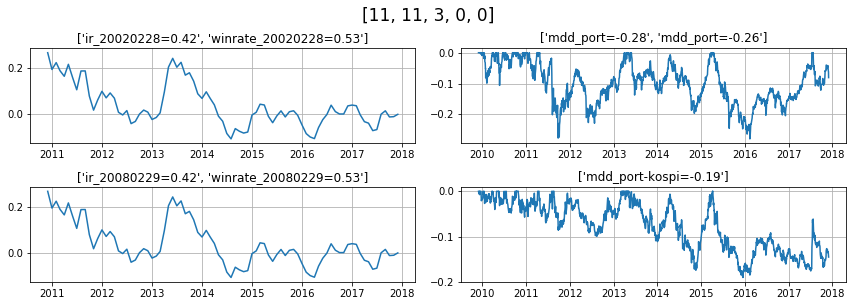 [11, 11, 3, 0, 0]
['ir_20020228=0.42', 'winrate_20020228=0.53']
0.2
0.0
2011 2012 2013 2014 2015 2016 2017 2018
['mdd_port=-0.28', 'mdd_port=-0.26']
0.0
−0.1
−0.2
2010 2011 2012 2013 2014 2015 2016 2017 2018
['ir_20080229=0.42', 'winrate_20080229=0.53']
0.2
0.0
2011 2012 2013 2014 2015 2016 2017 2018
['mdd_port-kospi=-0.19']
0.0
−0.1
−0.2
2010 2011 2012 2013 2014 2015 2016 2017 2018